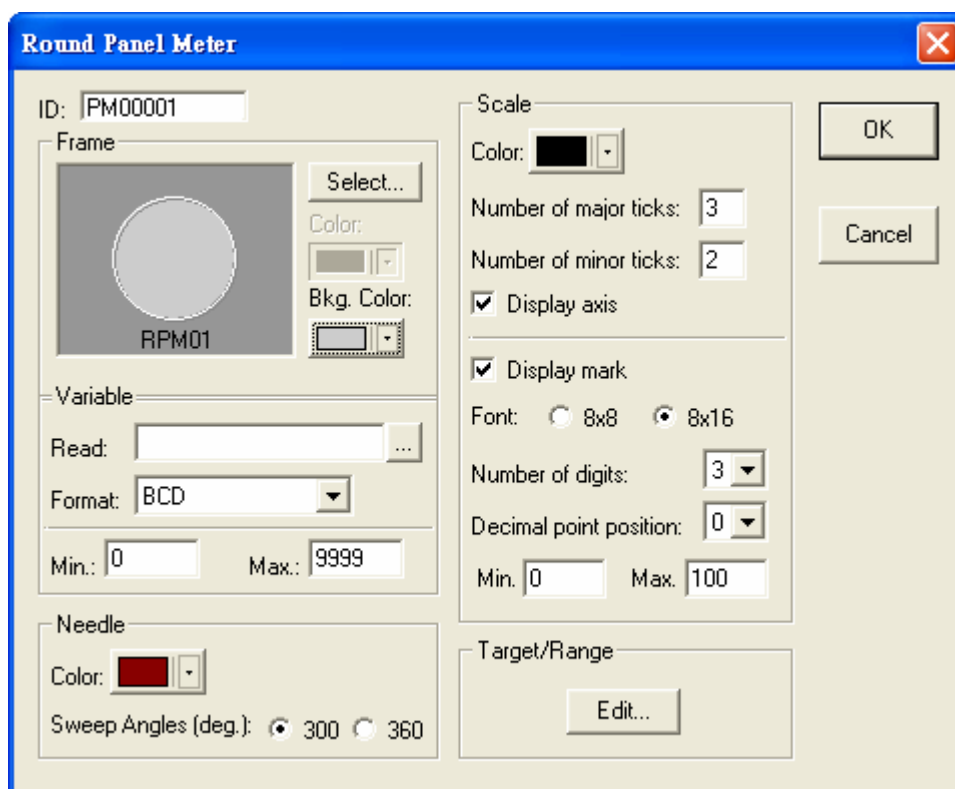 Round Panel Meter
ID: PM00001
Frame
Select...
Color:
Bkg. Color:
RPM01
Variable
Read:
...
Format: BCD
Min.: 0 Max.: 9999
Needle
Color:
Sweep Angles (deg.): 300 360
Scale
Color:
Number of major ticks: 3
Number of minor ticks: 2
Display axis
Display mark
Font: 8x8 8x16
Number of digits: 3
Decimal point position: 0
Min. 0 Max. 100
Target/Range
Edit...
OK
Cancel